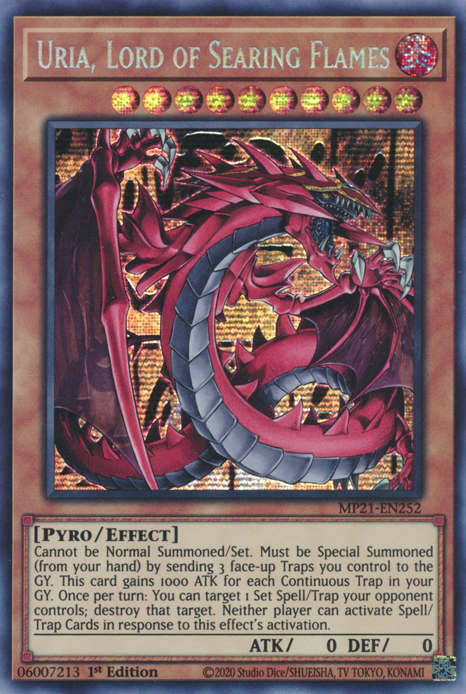 URIA, LORD OF SEARING FLAMES
MP21-EN252
[PYRO/EFFECT]
Cannot be Normal Summoned/Set. Must be Special Summoned
(from your hand) by sending 3 face-up Traps you control to the
GY. This card gains 1000 ATK for each Continuous Trap in your
GY. Once per turn: You can target 1 Set Spell/Trap your opponent
controls; destroy that target. Neither player can activate Spell/
Trap Cards in response to this effect's activation.
ATK/ 0 DEF/ 0
06007213 1st Edition ©2020 Studio Dice/SHUEISHA, TV TOKYO, KONAMI